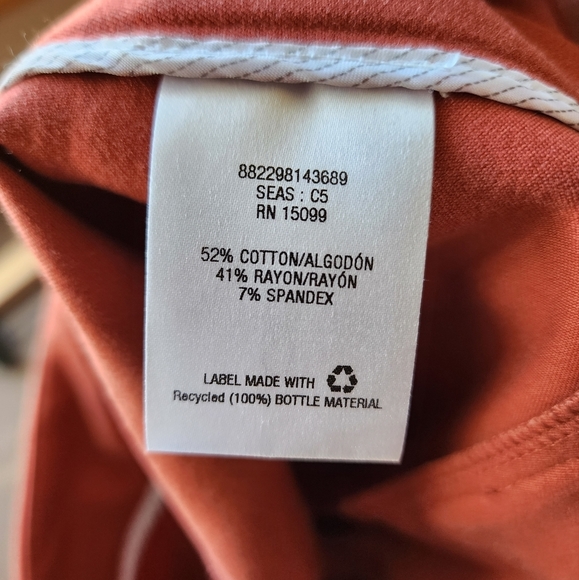 882298143689
SEAS : C5
RN 15099
52% COTTON/ALGODÓN
41% RAYON/RAYÓN
7% SPANDEX
LABEL MADE WITH
Recycled (100%) BOTTLE MATERIAL